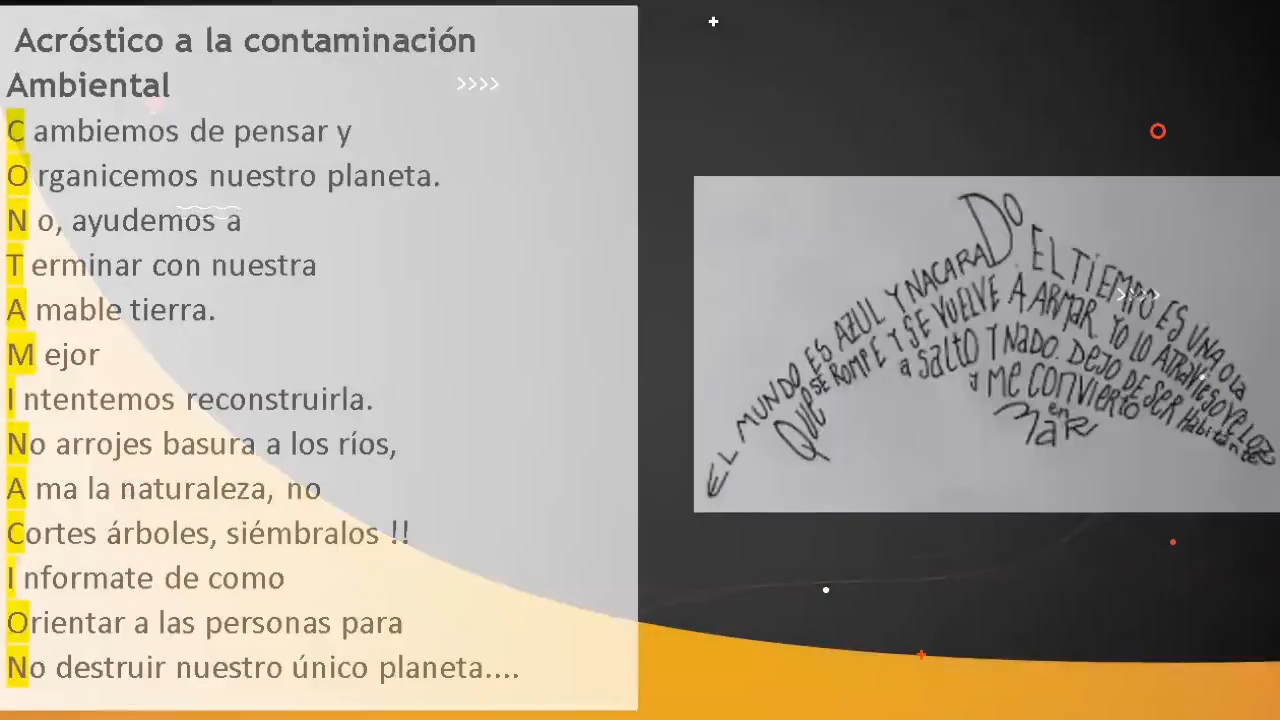 Acróstico a la contaminación
Ambiental
C ambiemos de pensar y
O rganicemos nuestro planeta.
N o, ayudemos a
T erminar con nuestra
A mable tierra.
M ejor
I ntentemos reconstruirla.
No arrojes basura a los ríos,
A ma la naturaleza, no
Cortes árboles, siémbralos !!
I nformate de como
Orientar a las personas para
No destruir nuestro único planeta....
EL MUNDO ES AZUL Y NACARADO. EL TIEMPO ES UNA OLA
QUE SE ROMPE Y SE VUELVE A ARMAR. YO LO ATRAVIESO VELOZ
a SALTO Y NADO. DEJO DE SER HabiTANTE
y ME CONVIERTO
en
MAR